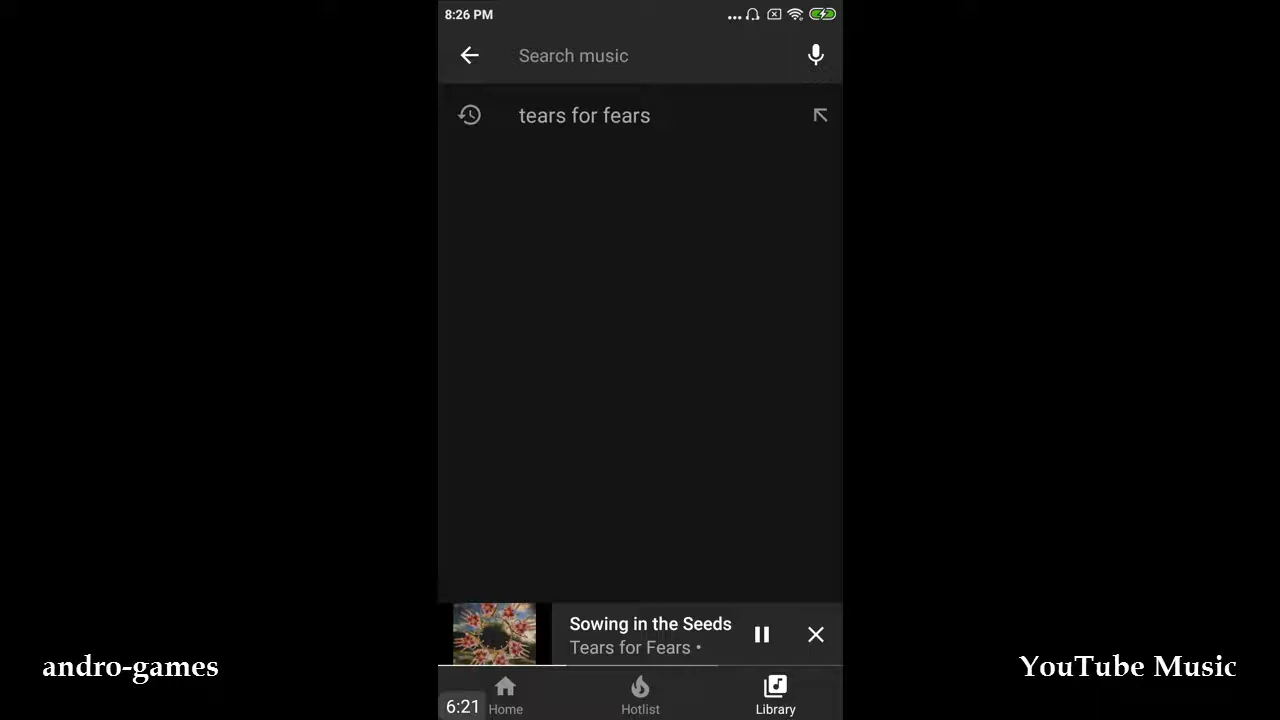 8:26 PM
Search music
tears for fears
Sowing in the Seeds
Tears for Fears •
andro-games
YouTube Music
6:21
Home
Hotlist
Library